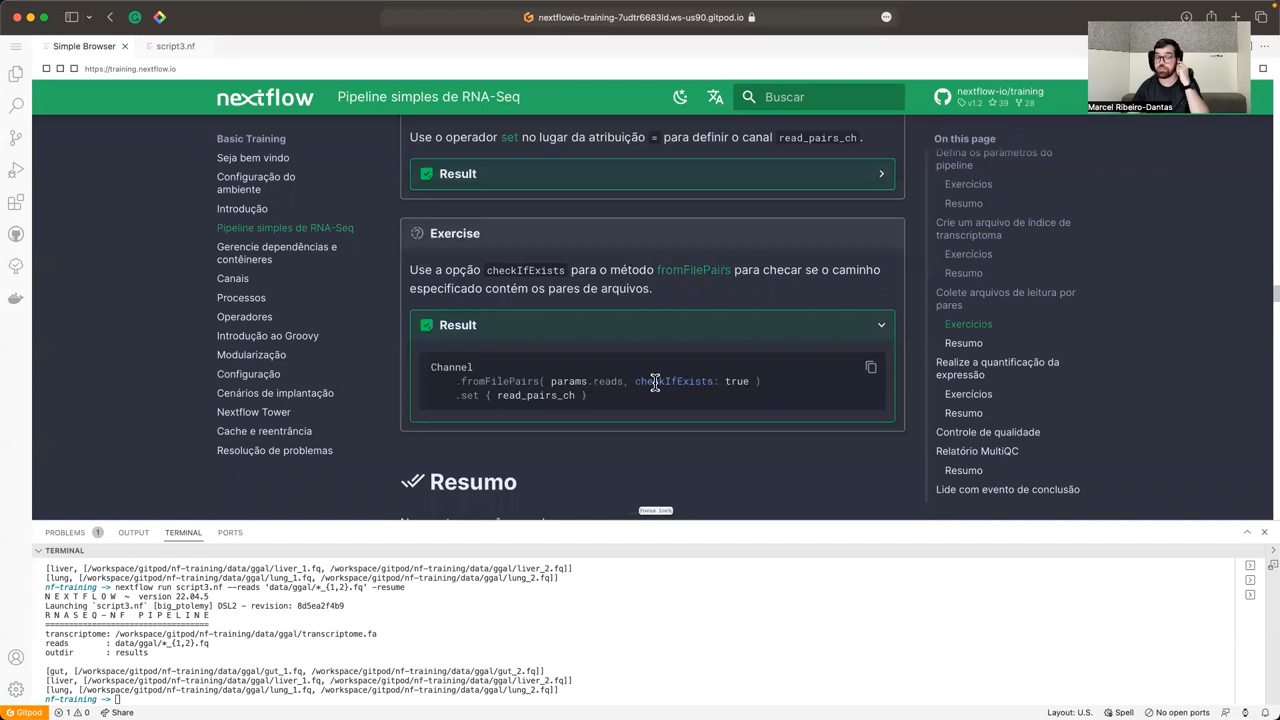 nextflowio-training-7udtr6683ld.ws-us90.gitpod.io
Simple Browser
script3.nf
https://training.nextflow.io
nextflow
Pipeline simples de RNA-Seq
Buscar
nextflow-io/training
v1.2 39 28
Marcel Ribeiro-Dantas
Basic Training
Seja bem vindo
Configuração do
ambiente
Introdução
Pipeline simples de RNA-Seq
Gerencie dependências e
contêineres
Canais
Processos
Operadores
Introdução ao Groovy
Modularização
Configuração
Cenários de implantação
Nextflow Tower
Cache e reentrância
Resolução de problemas
Use o operador set no lugar da atribuição = para definir o canal read_pairs_ch.
Result
Exercise
Use a opção checkIfExists para o método fromFilePairs para checar se o caminho
especificado contém os pares de arquivos.
Result
Channel
.fromFilePairs( params.reads, checkIfExists: true )
.set { read_pairs_ch }
Resumo
focus lock
On this page
Defina os parâmetros do
pipeline
Exercícios
Resumo
Crie um arquivo de índice de
transcriptoma
Exercícios
Resumo
Colete arquivos de leitura por
pares
Exercícios
Resumo
Realize a quantificação da
expressão
Exercícios
Resumo
Controle de qualidade
Relatório MultiQC
Resumo
Lide com evento de conclusão
PROBLEMS 1 OUTPUT TERMINAL PORTS
TERMINAL
[liver, [/workspace/gitpod/nf-training/data/ggal/liver_1.fq, /workspace/gitpod/nf-training/data/ggal/liver_2.fq]]
[lung, [/workspace/gitpod/nf-training/data/ggal/lung_1.fq, /workspace/gitpod/nf-training/data/ggal/lung_2.fq]]
nf-training -> nextflow run script3.nf --reads 'data/ggal/*_{1,2}.fq' -resume
N E X T F L O W ~ version 22.04.5
Launching `script3.nf` [big_ptolemy] DSL2 - revision: 8d5ea2f4b9
R N A S E Q - N F P I P E L I N E
===================================
transcriptome: /workspace/gitpod/nf-training/data/ggal/transcriptome.fa
reads : data/ggal/*_{1,2}.fq
outdir : results
[gut, [/workspace/gitpod/nf-training/data/ggal/gut_1.fq, /workspace/gitpod/nf-training/data/ggal/gut_2.fq]]
[liver, [/workspace/gitpod/nf-training/data/ggal/liver_1.fq, /workspace/gitpod/nf-training/data/ggal/liver_2.fq]]
[lung, [/workspace/gitpod/nf-training/data/ggal/lung_1.fq, /workspace/gitpod/nf-training/data/ggal/lung_2.fq]]
nf-training ->
Gitpod 1 0 Share Layout: U.S. Spell No open ports